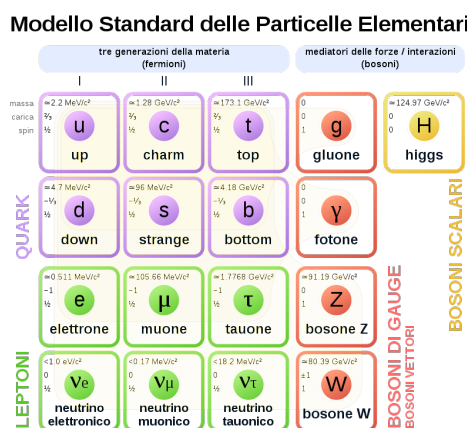 Modello Standard delle Particelle Elementari
tre generazioni della materia
(fermioni)
mediatori delle forze / interazioni
(bosoni)
I II III
massa
carica
spin
≃2.2 MeV/c²
⅔
½
u
up
≃1.28 GeV/c²
⅔
½
c
charm
≃173.1 GeV/c²
⅔
½
t
top
0
0
1
g
gluone
≃124.97 GeV/c²
0
0
H
higgs
QUARK
≃4.7 MeV/c²
−⅓
½
d
down
≃96 MeV/c²
−⅓
½
s
strange
≃4.18 GeV/c²
−⅓
½
b
bottom
0
0
1
γ
fotone
BOSONI SCALARI
≃0.511 MeV/c²
−1
½
e
elettrone
≃105.66 MeV/c²
−1
½
μ
muone
≃1.7768 GeV/c²
−1
½
τ
tauone
≃91.19 GeV/c²
0
1
Z
bosone Z
BOSONI DI GAUGE
BOSONI VETTORI
LEPTONI
<1.0 eV/c²
0
½
νe
neutrino
elettronico
<0.17 MeV/c²
0
½
νμ
neutrino
muonico
<18.2 MeV/c²
0
½
ντ
neutrino
tauonico
≃80.39 GeV/c²
±1
1
W
bosone W